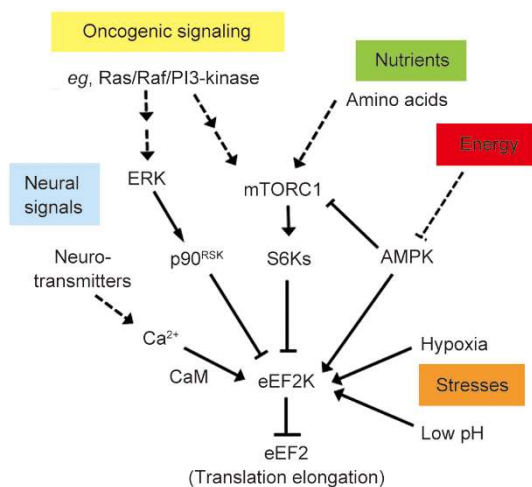 Oncogenic signaling
eg, Ras/Raf/PI3-kinase
Nutrients
Amino acids
Energy
Neural
signals
ERK
mTORC1
Neuro-
transmitters
p90RSK
S6Ks
AMPK
Ca2+
CaM
eEF2K
Hypoxia
Stresses
Low pH
eEF2
(Translation elongation)